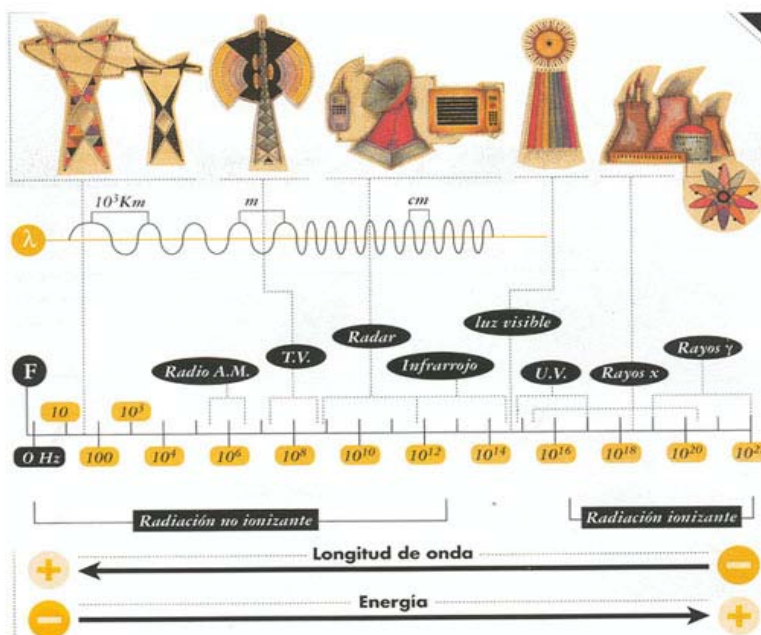 10³Km
m
cm
λ
luz visible
Radar
T.V.
Infrarrojo
Rayos γ
Radio A.M.
U.V.
Rayos x
F
10
10³
0 Hz
100
10⁴
10⁶
10⁸
10¹⁰
10¹²
10¹⁴
10¹⁶
10¹⁸
10²⁰
Radiación no ionizante
Radiación ionizante
Longitud de onda
+
−
Energía
−
+